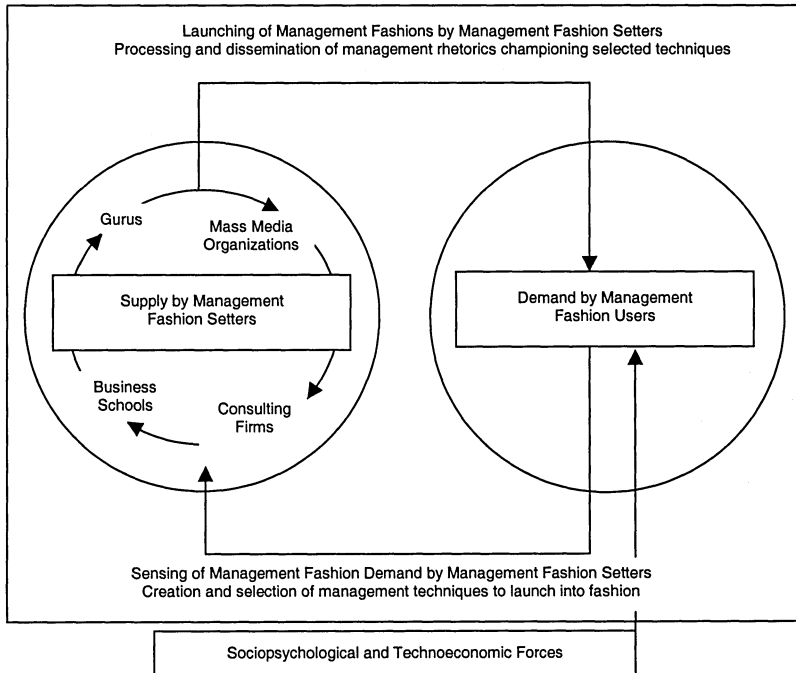 Launching of Management Fashions by Management Fashion Setters
Processing and dissemination of management rhetorics championing selected techniques
Gurus
Mass Media
Organizations
Supply by Management
Fashion Setters
Business
Schools
Consulting
Firms
Demand by Management
Fashion Users
Sensing of Management Fashion Demand by Management Fashion Setters
Creation and selection of management techniques to launch into fashion
Sociopsychological and Technoeconomic Forces